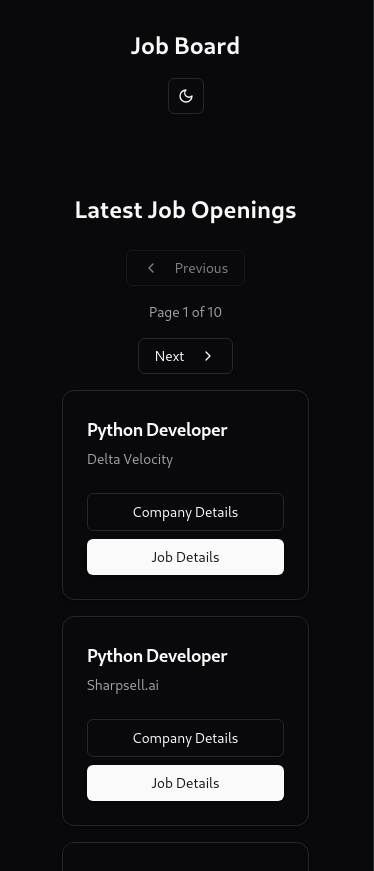 Job Board
Latest Job Openings
Previous
Page 1 of 10
Next
Python Developer
Delta Velocity
Company Details
Job Details
Python Developer
Sharpsell.ai
Company Details
Job Details